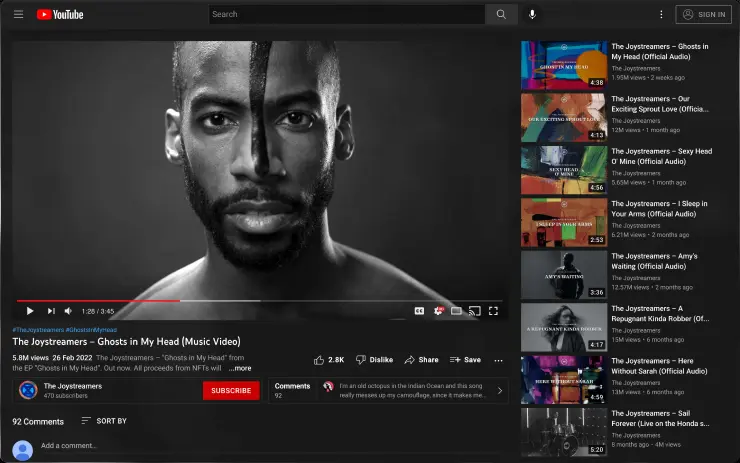 YouTube
Search
SIGN IN
1:28 / 3:45
CC
#TheJoystreamers #GhostsInMyHead
The Joystreamers – Ghosts in My Head (Music Video)
5.8M views 26 Feb 2022 The Joystreamers – "Ghosts in My Head" from
the EP "Ghosts in My Head". Out now. All proceeds from NFTs will ...more
2.8K
Dislike
Share
Save
The Joystreamers
470 subscribers
SUBSCRIBE
Comments
92
I'm an old octopus in the Indian Ocean and this song
really messes up my camouflage, since it makes me...
92 Comments
SORT BY
Add a comment...
GHOST IN MY HEAD
4:38
The Joystreamers – Ghosts in
My Head (Official Audio)
The Joystreamers
1.95M views • 2 weeks ago
OUR EXCITING SPROUT LOVE
4:13
The Joystreamers – Our
Exciting Sprout Love (Officia...
The Joystreamers
12M views • 1 month ago
SEXY HEAD
O' MINE
4:56
The Joystreamers – Sexy Head
O' Mine (Official Audio)
The Joystreamers
5.65M views • 1 month ago
I SLEEP IN YOUR ARMS
2:53
The Joystreamers – I Sleep in
Your Arms (Official Audio)
The Joystreamers
6.21M views • 2 months ago
AMY'S WAITING
3:36
The Joystreamers – Amy's
Waiting (Official Audio)
The Joystreamers
12.57M views • 2 months ago
A REPUGNANT KINDA ROBBER
4:17
The Joystreamers – A
Repugnant Kinda Robber (Of...
The Joystreamers
15M views • 6 months ago
HERE WITHOUT SARAH
4:59
The Joystreamers – Here
Without Sarah (Official Audio)
The Joystreamers
13M views • 6 months ago
5:20
The Joystreamers – Sail
Forever (Live on the Honda s...
The Joystreamers
8 months ago • 4M views